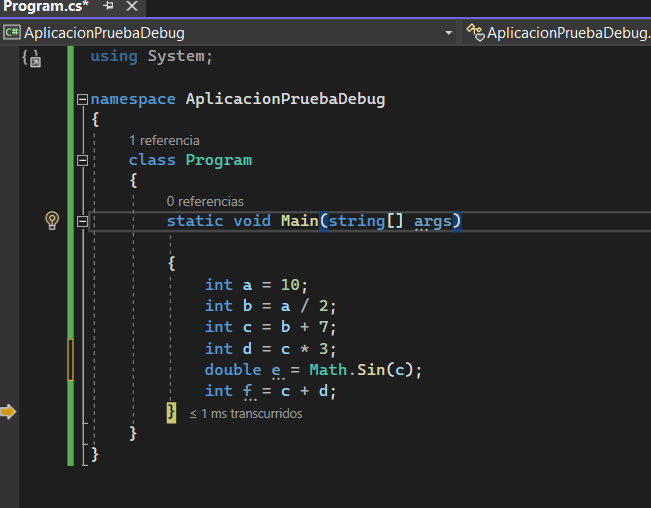 Program.cs*
C# AplicacionPruebaDebug
AplicacionPruebaDebug.
using System;
namespace AplicacionPruebaDebug
{
1 referencia
class Program
{
0 referencias
static void Main(string[] args)
{
int a = 10;
int b = a / 2;
int c = b + 7;
int d = c * 3;
double e = Math.Sin(c);
int f = c + d;
} ≤ 1 ms transcurridos
}
}